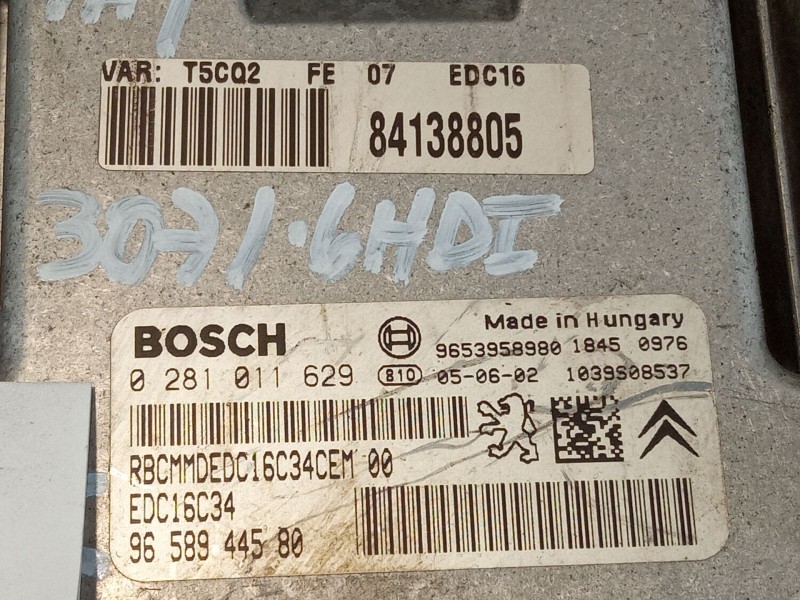 VAR: T5CQ2 FE 07 EDC16
84138805
307 1.6HDI
BOSCH
Made in Hungary
9653958980 1845 0976
0 281 011 629
810 05-06-02 1039S08537
RBCMMDEDC16C34CEM 00
EDC16C34
96 589 445 80